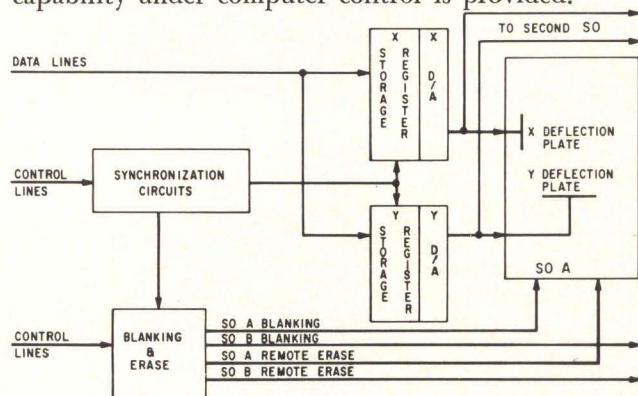 capability under computer control is provided.
TO SECOND SO
DATA LINES
X STORAGE REGISTER
X D/A
X DEFLECTION
PLATE
Y DEFLECTION
PLATE
CONTROL
LINES
SYNCHRONIZATION
CIRCUITS
Y STORAGE REGISTER
Y D/A
SO A
CONTROL
LINES
BLANKING
&
ERASE
SO A BLANKING
SO B BLANKING
SO A REMOTE ERASE
SO B REMOTE ERASE